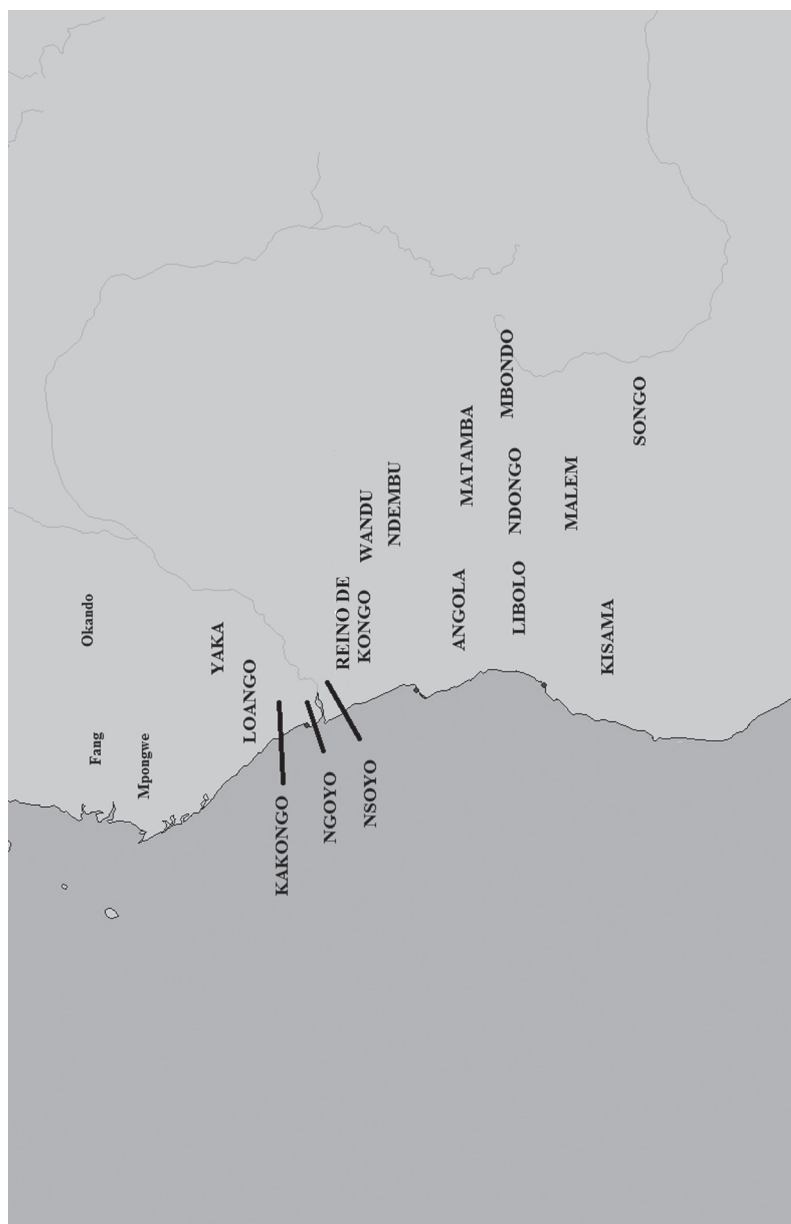 Fang
Okando
Mpongwe
YAKA
LOANGO
KAKONGO
NGOYO
REINO DE
KONGO
WANDU
NSOYO
NDEMBU
ANGOLA
MATAMBA
LIBOLO
NDONGO
MBONDO
MALEM
KISAMA
SONGO